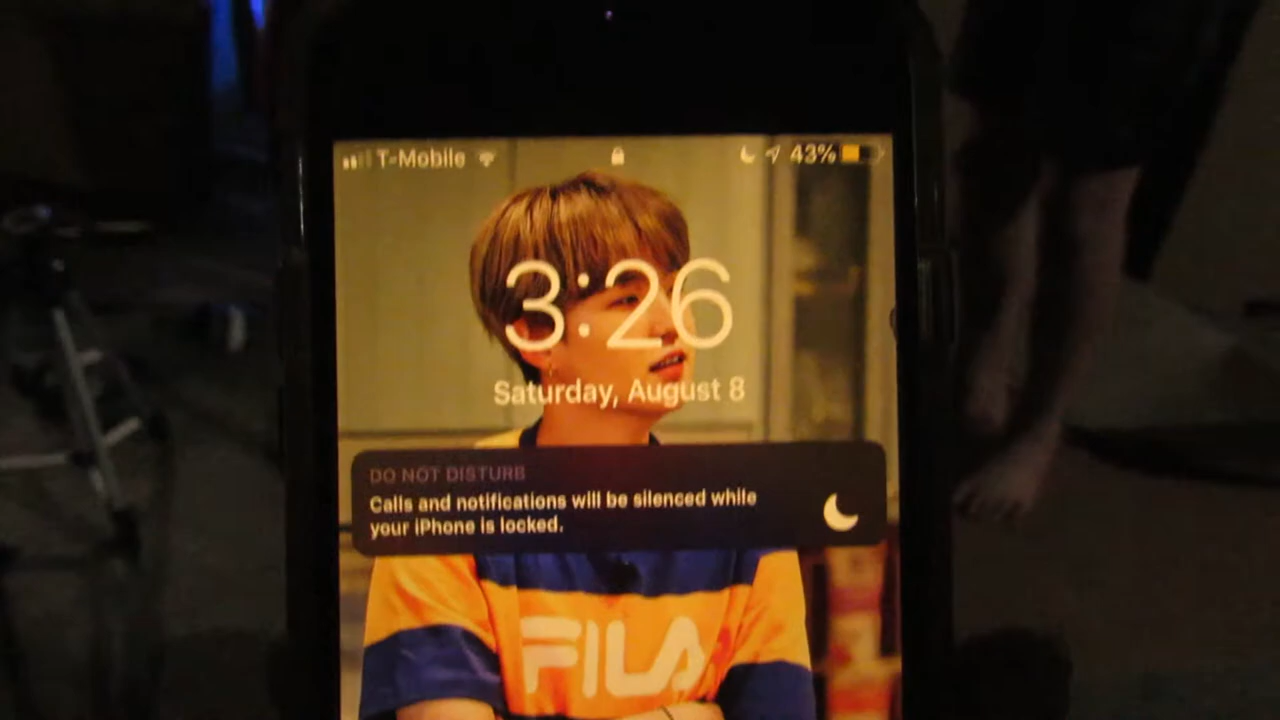 T-Mobile 43%
3:26
Saturday, August 8
DO NOT DISTURB
Calls and notifications will be silenced while
your iPhone is locked.
FILA